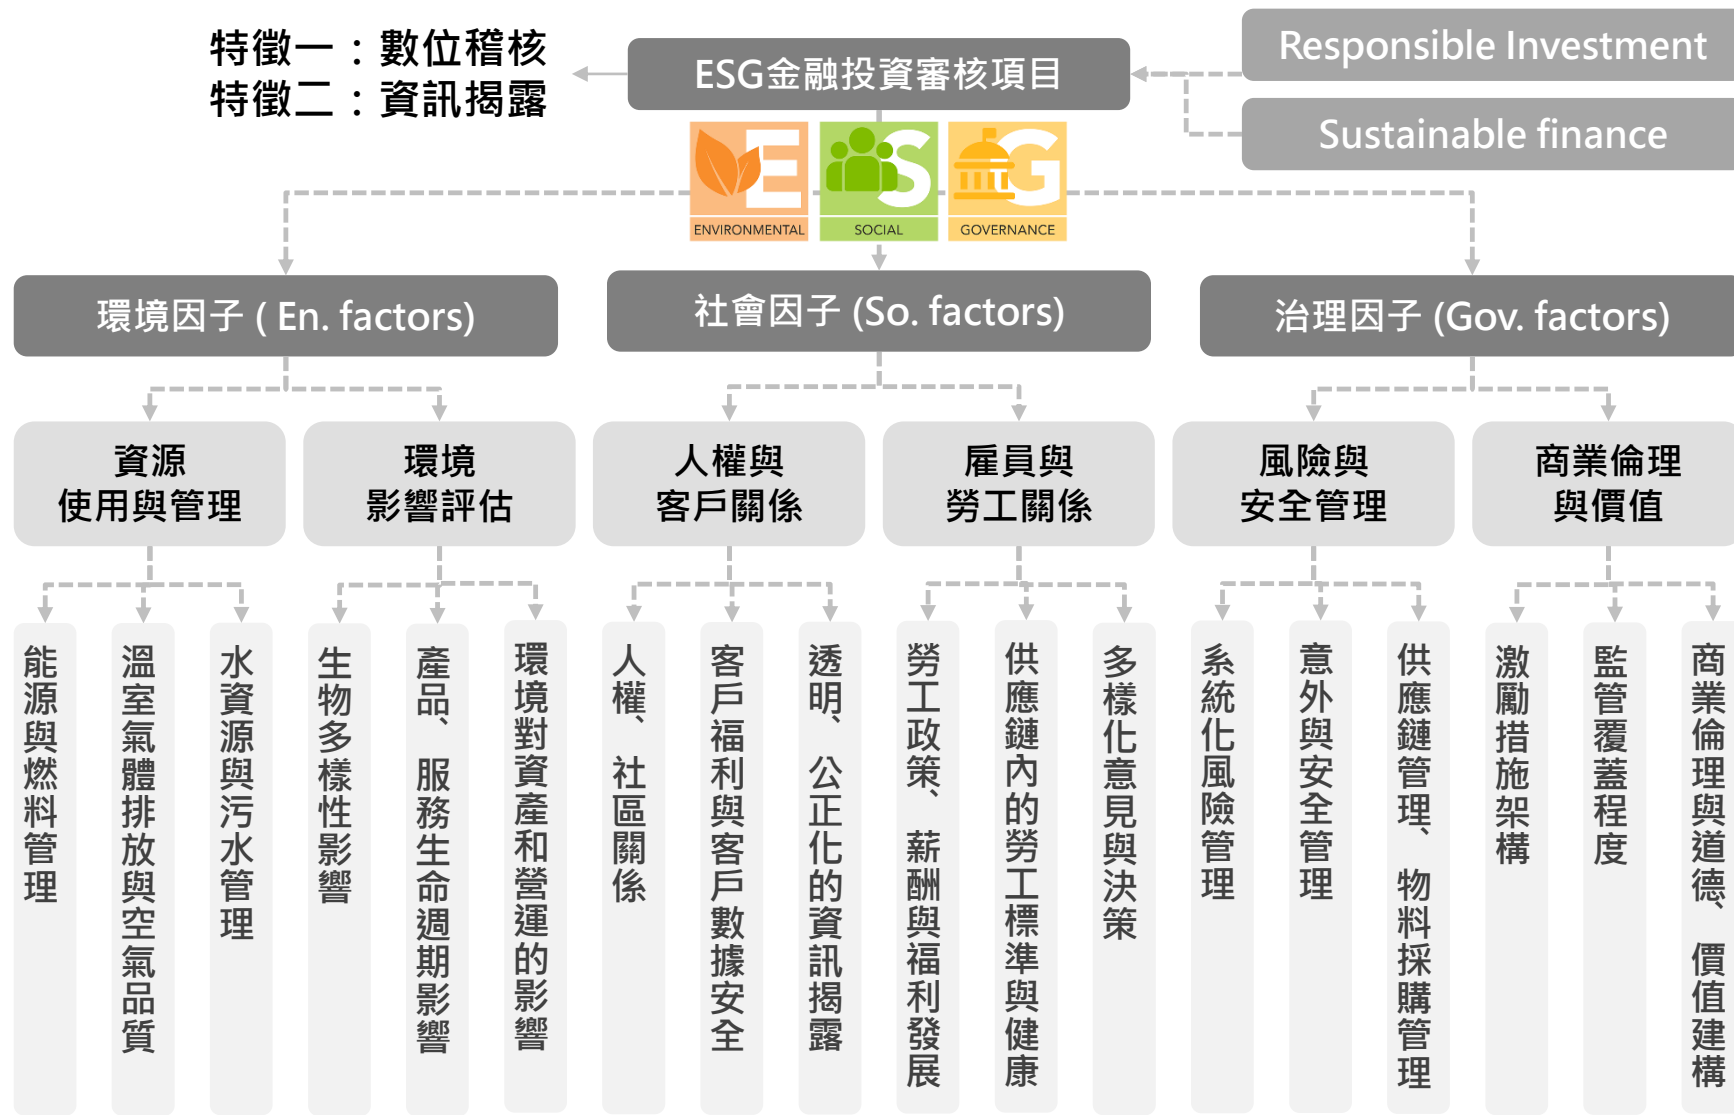 特徵一：數位稽核
特徵二：資訊揭露
ESG金融投資審核項目
Responsible Investment
Sustainable finance
E
ENVIRONMENTAL
S
SOCIAL
G
GOVERNANCE
環境因子 ( En. factors)
社會因子 (So. factors)
治理因子 (Gov. factors)
資源
使用與管理
環境
影響評估
人權與
客戶關係
雇員與
勞工關係
風險與
安全管理
商業倫理
與價值
能源與燃料管理
溫室氣體排放與空氣品質
水資源與污水管理
生物多樣性影響
產品、服務生命週期影響
環境對資產和營運的影響
人權、社區關係
客戶福利與客戶數據安全
透明、公正化的資訊揭露
勞工政策、薪酬與福利發展
供應鏈內的勞工標準與健康
多樣化意見與決策
系統化風險管理
意外與安全管理
供應鏈管理、物料採購管理
激勵措施架構
監管覆蓋程度
商業倫理與道德、價值建構